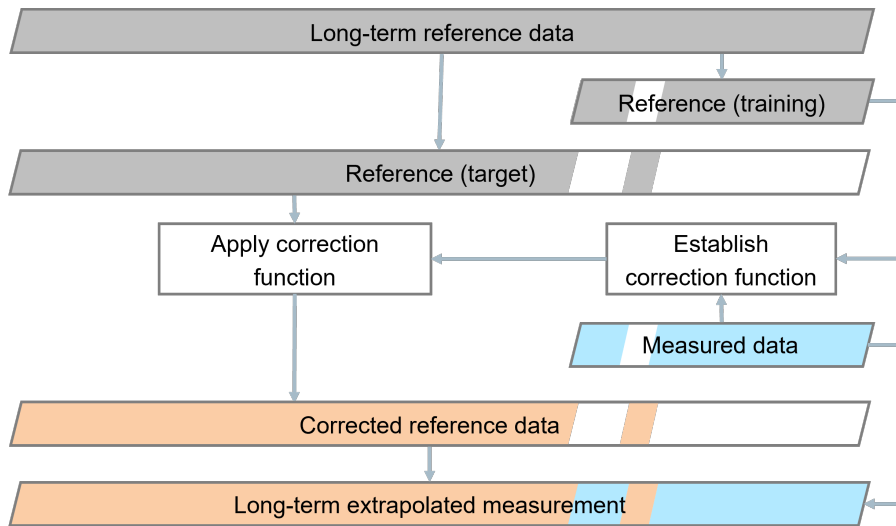 Long-term reference data
Reference (training)
Reference (target)
Apply correction
function
Establish
correction function
Measured data
Corrected reference data
Long-term extrapolated measurement